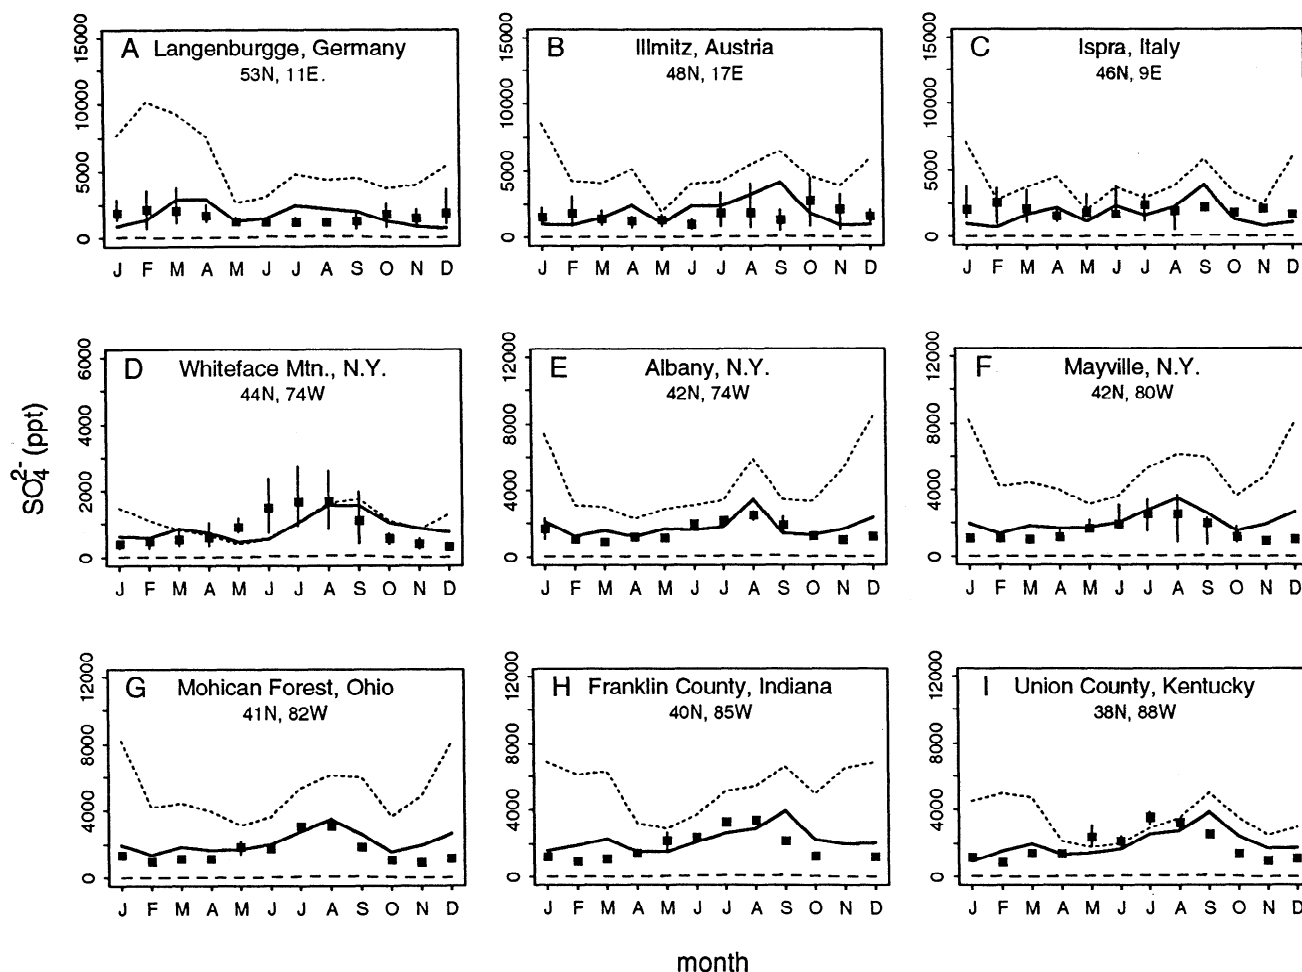 A Langenburgge, Germany
53N, 11E.
15000
10000
5000
0
J F M A M J J A S O N D
B Illmitz, Austria
48N, 17E
15000
10000
5000
0
J F M A M J J A S O N D
C Ispra, Italy
46N, 9E
15000
10000
5000
0
J F M A M J J A S O N D
SO₄²⁻ (ppt)
D Whiteface Mtn., N.Y.
44N, 74W
6000
4000
2000
0
J F M A M J J A S O N D
E Albany, N.Y.
42N, 74W
12000
8000
4000
0
J F M A M J J A S O N D
F Mayville, N.Y.
42N, 80W
12000
8000
4000
0
J F M A M J J A S O N D
G Mohican Forest, Ohio
41N, 82W
12000
8000
4000
0
J F M A M J J A S O N D
H Franklin County, Indiana
40N, 85W
12000
8000
4000
0
J F M A M J J A S O N D
I Union County, Kentucky
38N, 88W
12000
8000
4000
0
J F M A M J J A S O N D
month